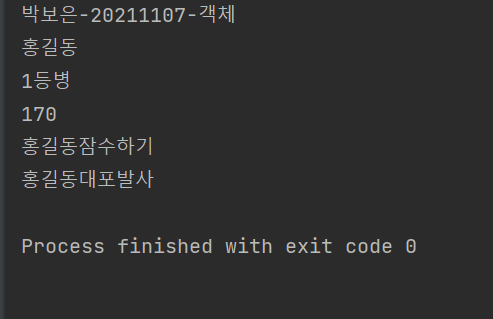 박보은-20211107-객체
홍길동
1등병
170
홍길동잠수하기
홍길동대포발사
Process finished with exit code 0